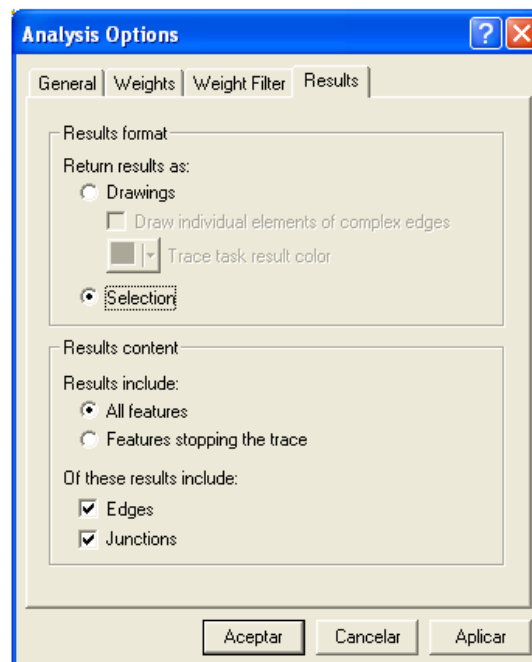 Analysis Options
General Weights Weight Filter Results
Results format
Return results as:
Drawings
Draw individual elements of complex edges
Trace task result color
Selection
Results content
Results include:
All features
Features stopping the trace
Of these results include:
Edges
Junctions
Aceptar Cancelar Aplicar